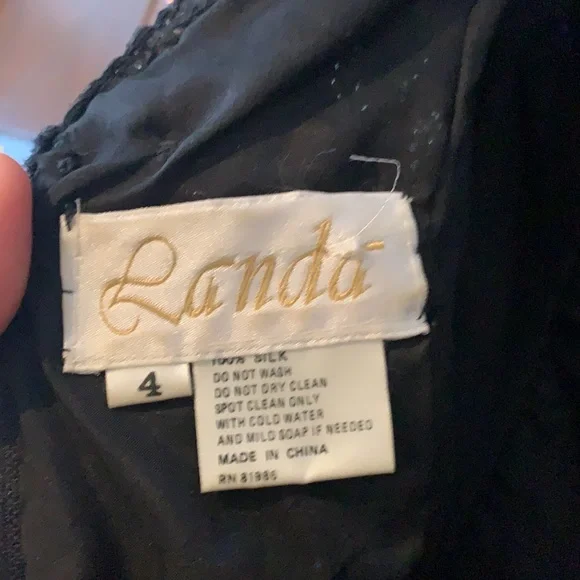 Landa
4
100% SILK
DO NOT WASH
DO NOT DRY CLEAN
SPOT CLEAN ONLY
WITH COLD WATER
AND MILD SOAP IF NEEDED
MADE IN CHINA
RN 81986